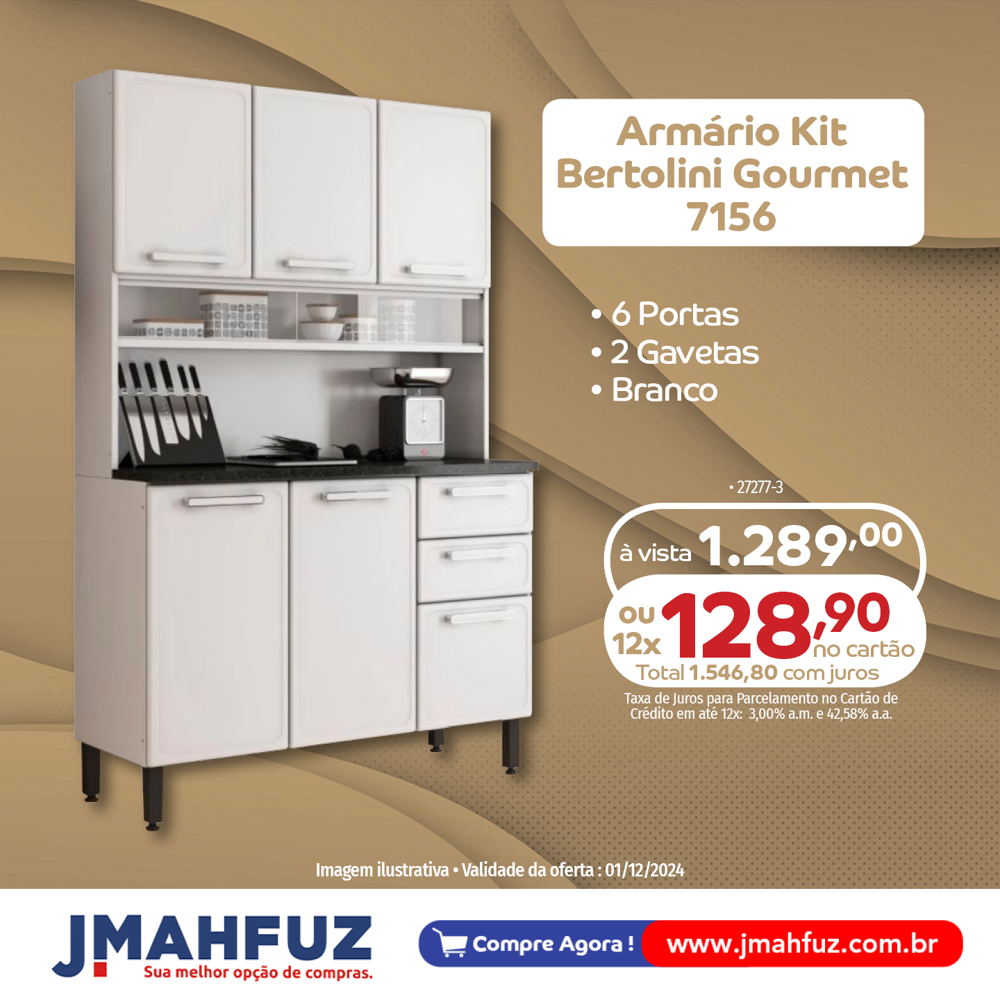 Armário Kit
Bertolini Gourmet
7156
• 6 Portas
• 2 Gavetas
• Branco
• 27277-3
à vista 1.289,00
ou
12x 128,90
no cartão
Total 1.546,80 com juros
Taxa de Juros para Parcelamento no Cartão de
Crédito em até 12x: 3,00% a.m. e 42,58% a.a.
Imagem ilustrativa • Validade da oferta : 01/12/2024
JMAHFUZ
Sua melhor opção de compras.
Compre Agora !
www.jmahfuz.com.br